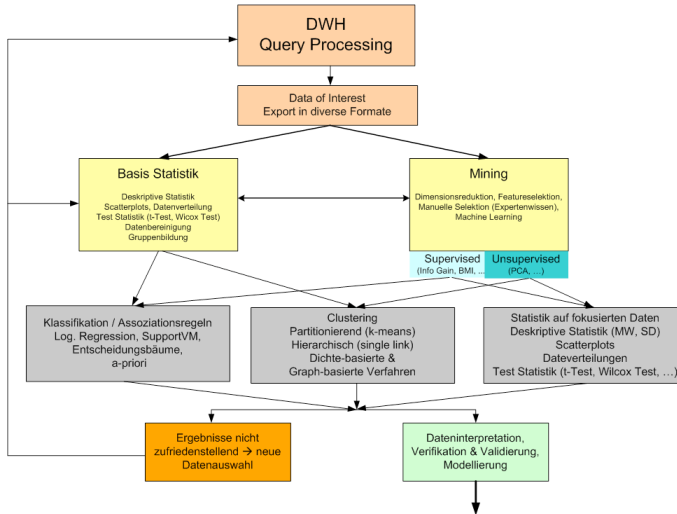 DWH
Query Processing
Data of Interest
Export in diverse Formate
Basis Statistik
Deskriptive Statistik
Scatterplots, Datenverteilung
Test Statistik (t-Test, Wicox Test)
Datenbereinigung
Gruppenbildung
Mining
Dimensionsreduktion, Featureselektion,
Manuelle Selektion (Expertenwissen),
Machine Learning
Supervised
(Info Gain, BMI, ...
Unsupervised
(PCA, ...)
Klassifikation / Assoziationsregeln
Log. Regression, SupportVM,
Entscheidungsbäume,
a-priori
Clustering
Partitionierend (k-means)
Hierarchisch (single link)
Dichte-basierte &
Graph-basierte Verfahren
Statistik auf fokusierten Daten
Deskriptive Statistik (MW, SD)
Scatterplots
Dateverteilungen
Test Statistik (t-Test, Wilcox Test, ...)
Ergebnisse nicht
zufriedenstellend → neue
Datenauswahl
Dateninterpretation,
Verifikation & Validierung,
Modellierung